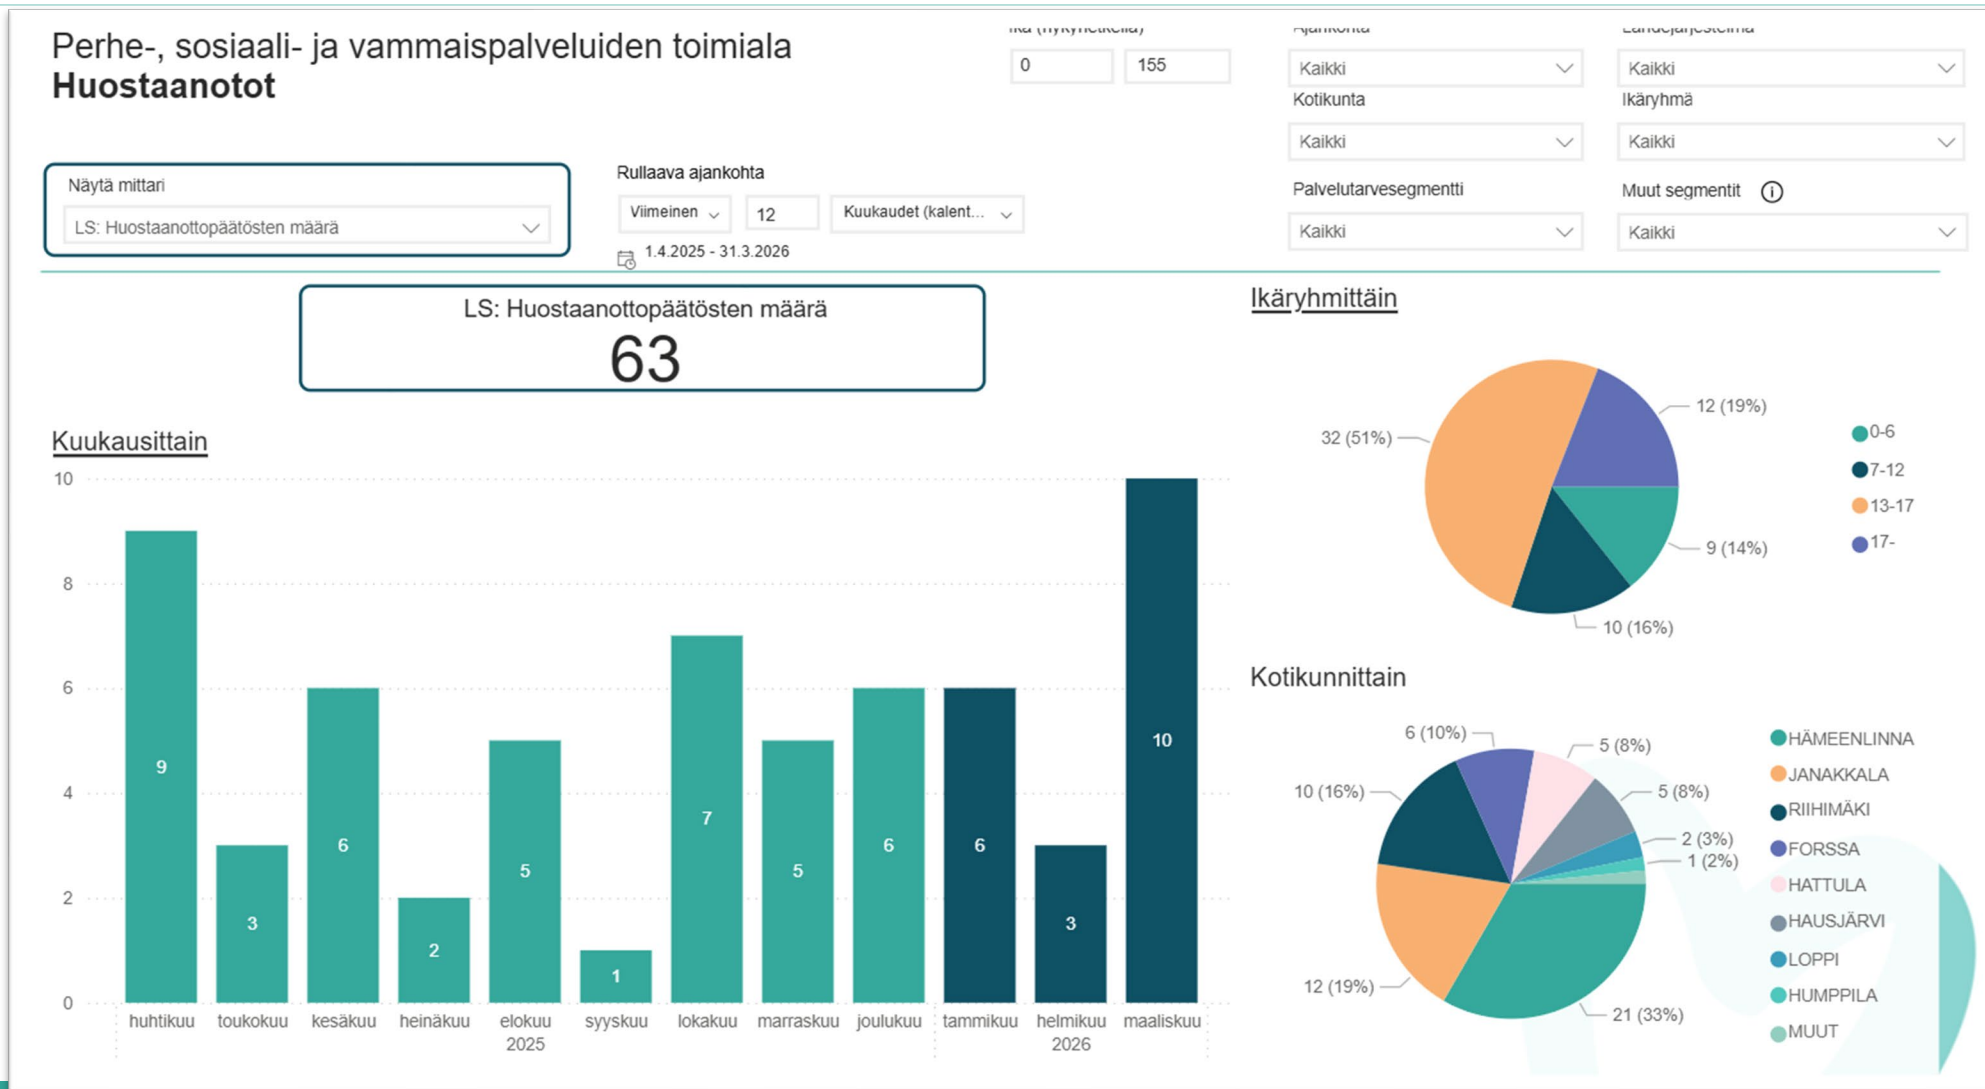 Perhe-, sosiaali- ja vammaispalveluiden toimiala
Huostaanotot
Ikä (nykyhetkellä)
0 155
Ajankohta
Kaikki
Kaikki
Kotikunta
Kaikki
Ikäryhmä
Kaikki
Palvelutarvesegmentti
Kaikki
Muut segmentit
Kaikki
Näytä mittari
LS: Huostaanottopäätösten määrä
Rullaava ajankohta
Viimeinen 12 Kuukaudet (kalent...
1.4.2025 - 31.3.2026
LS: Huostaanottopäätösten määrä
63
Kuukausittain
10
8
6
4
2
0
9
3
6
2
5
1
7
5
6
6
3
10
huhtikuu toukokuu kesäkuu heinäkuu elokuu syyskuu lokakuu marraskuu joulukuu tammikuu helmikuu maaliskuu
2025 2026
Ikäryhmittäin
12 (19%)
32 (51%)
9 (14%)
10 (16%)
0-6
7-12
13-17
17-
Kotikunnittain
6 (10%)
5 (8%)
10 (16%)
5 (8%)
2 (3%)
1 (2%)
12 (19%)
21 (33%)
HÄMEENLINNA
JANAKKALA
RIIHIMÄKI
FORSSA
HATTULA
HAUSJÄRVI
LOPPI
HUMPPILA
MUUT